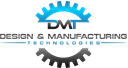 DMT
DESIGN & MANUFACTURING
TECHNOLOGIES